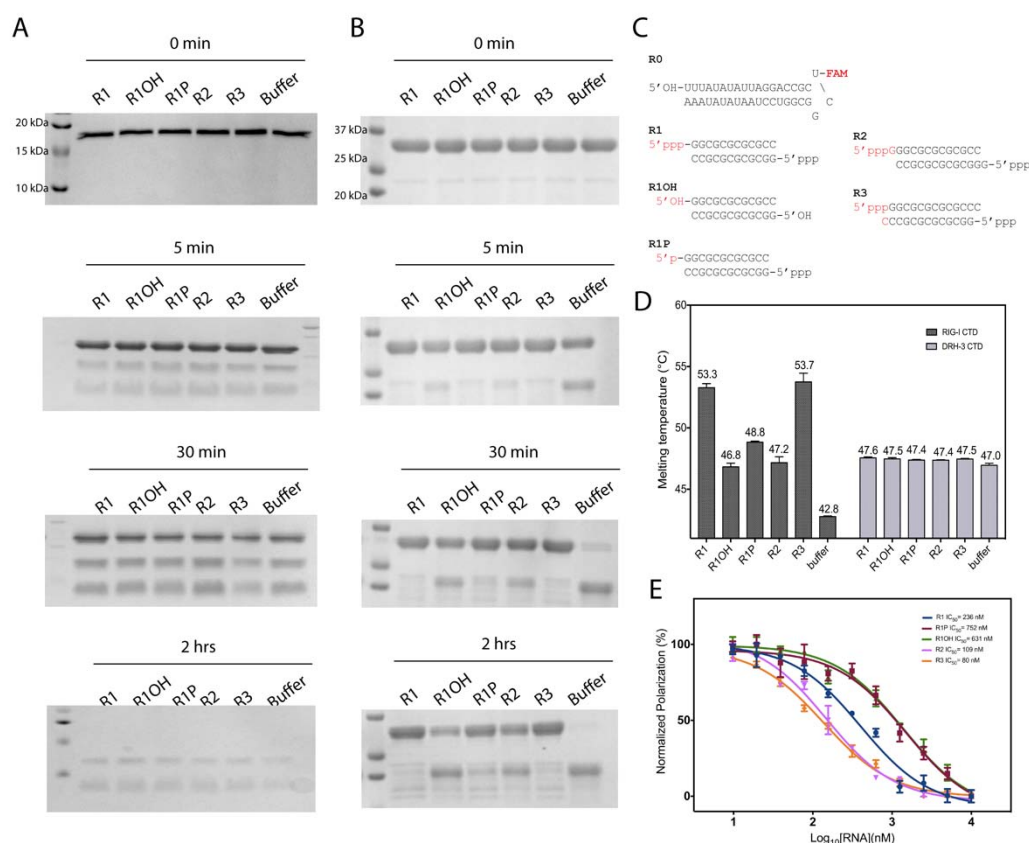 A
0 min
R1 R1OH R1P R2 R3 Buffer
20 kDa
15 kDa
10 kDa
5 min
R1 R1OH R1P R2 R3 Buffer
30 min
R1 R1OH R1P R2 R3 Buffer
2 hrs
R1 R1OH R1P R2 R3 Buffer
B
0 min
R1 R1OH R1P R2 R3 Buffer
37 kDa
25 kDa
20 kDa
5 min
R1 R1OH R1P R2 R3 Buffer
30 min
R1 R1OH R1P R2 R3 Buffer
2 hrs
R1 R1OH R1P R2 R3 Buffer
C
R0
U-FAM
5'OH-UUUAUAUAUUAGGACCGC \
AAAUAUAUAAUCCUGGCG C
G
R1
5'ppp-GGCGCGCGCGCC
CCGCGCGCGCGG-5'ppp
R2
5'pppGGGCGCGCGCGCC
CCGCGCGCGCGGG-5'ppp
R1OH
5'OH-GGCGCGCGCGCC
CCGCGCGCGCGG-5'OH
R3
5'pppGGCGCGCGCGCCC
CCCGCGCGCGCGG-5'ppp
R1P
5'p-GGCGCGCGCGCC
CCGCGCGCGCGG-5'ppp
D
Melting temperature (°C)
60
55
50
45
RIG-I CTD
DRH-3 CTD
53.3 46.8 48.8 47.2 53.7 42.8 47.6 47.5 47.4 47.4 47.5 47.0
R1 R1OH R1P R2 R3 buffer R1 R1OH R1P R2 R3 buffer
E
Normalized Polarization (%)
100
50
0
R1 IC50= 236 nM
R1P IC50= 752 nM
R1OH IC50= 631 nM
R2 IC50= 109 nM
R3 IC50= 80 nM
1 2 3 4
Log10[RNA](nM)